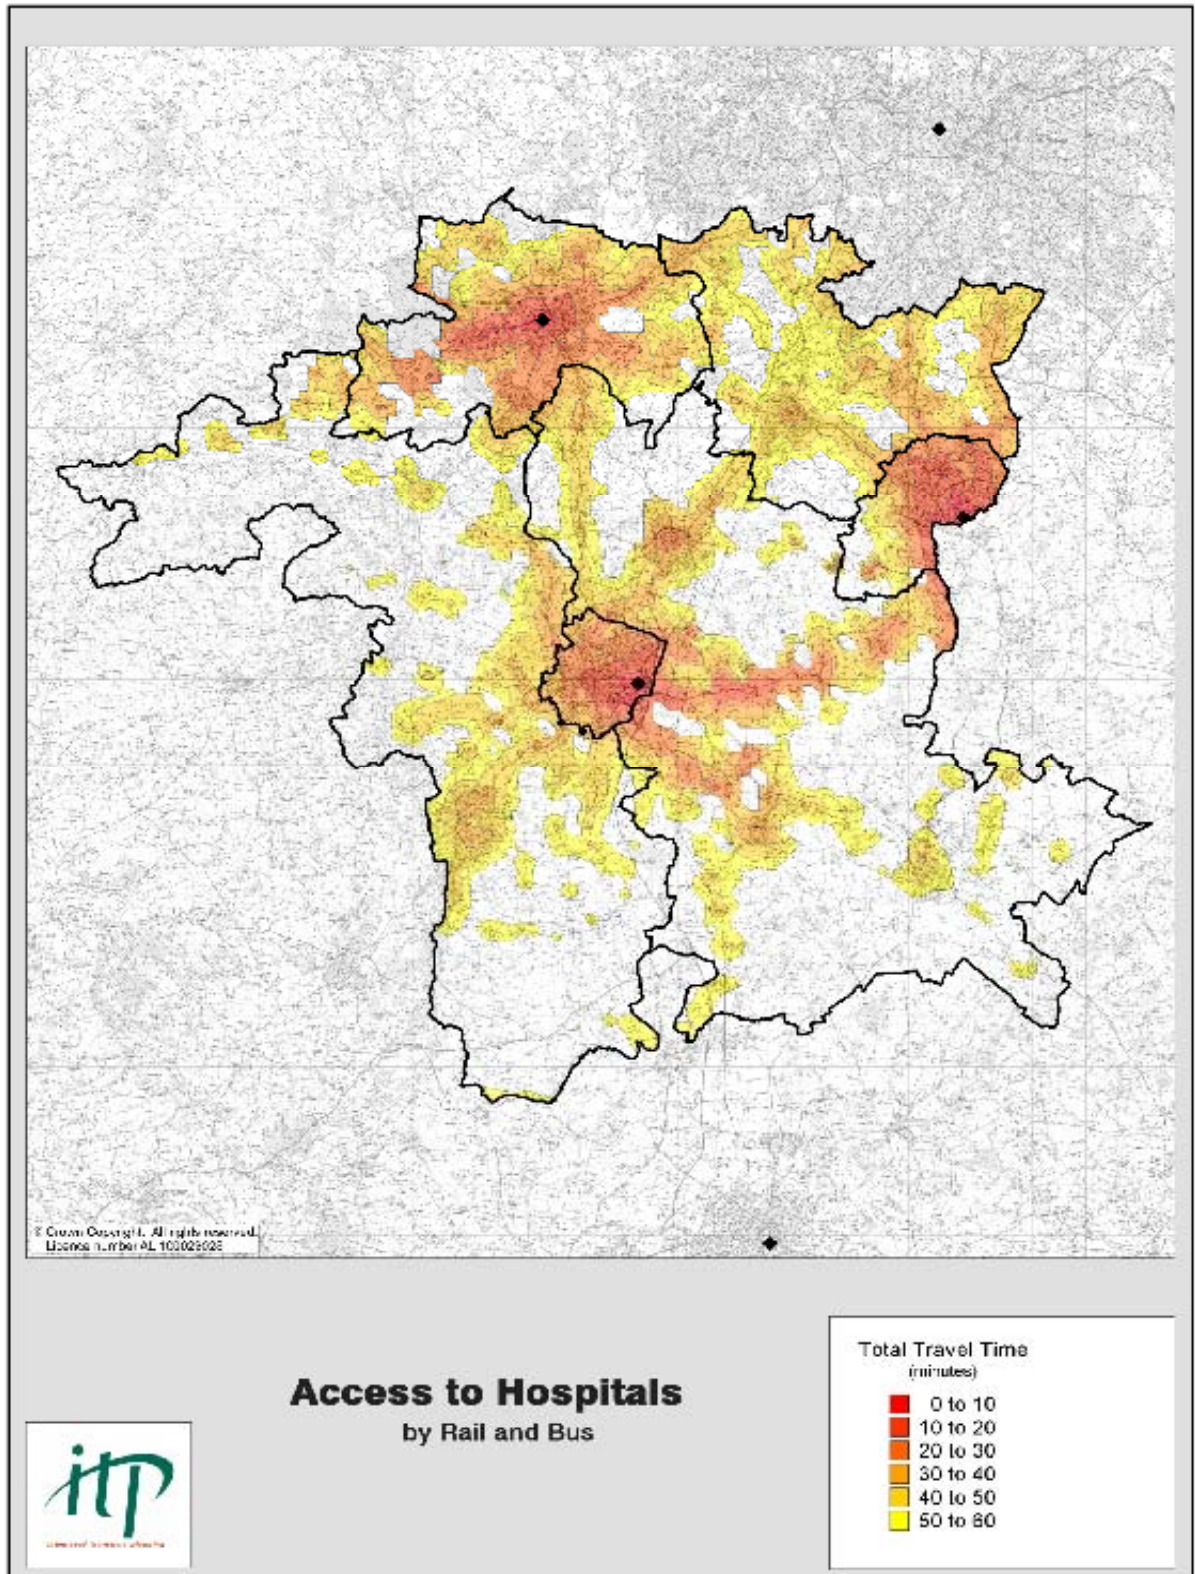 © Crown Copyright. All rights reserved.
Licence number AL
Access to Hospitals
by Rail and Bus
itp
Total Travel Time
(minutes)
0 to 10
10 to 20
20 to 30
30 to 40
40 to 50
50 to 60